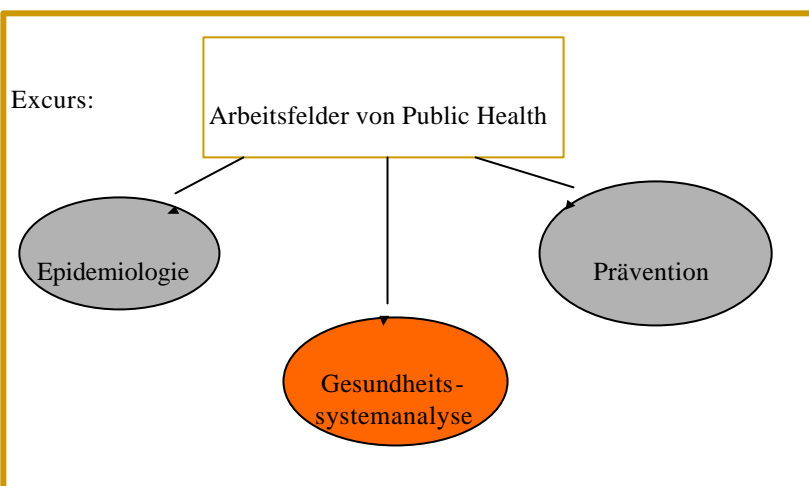 Excurs:
Arbeitsfelder von Public Health
Epidemiologie
Prävention
Gesundheits-
systemanalyse